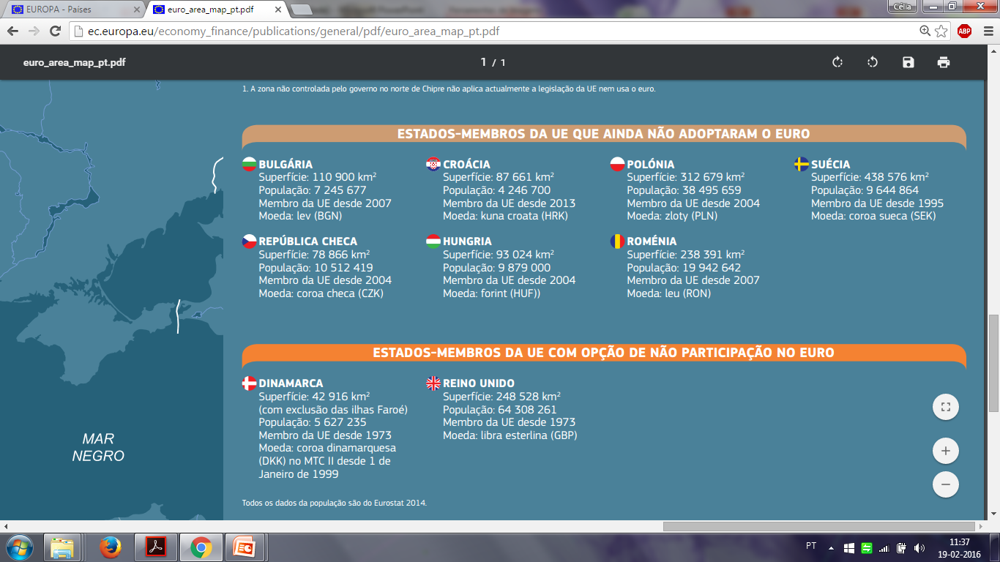 EUROPA - Países
euro_area_map_pt.pdf
Célia
ec.europa.eu/economy_finance/publications/general/pdf/euro_area_map_pt.pdf
ABP
euro_area_map_pt.pdf
1 / 1
1. A zona não controlada pelo governo no norte de Chipre não aplica actualmente a legislação da UE nem usa o euro.
ESTADOS-MEMBROS DA UE QUE AINDA NÃO ADOPTARAM O EURO
BULGÁRIA
Superfície: 110 900 km²
População: 7 245 677
Membro da UE desde 2007
Moeda: lev (BGN)
CROÁCIA
Superfície: 87 661 km²
População: 4 246 700
Membro da UE desde 2013
Moeda: kuna croata (HRK)
POLÓNIA
Superfície: 312 679 km²
População: 38 495 659
Membro da UE desde 2004
Moeda: zloty (PLN)
SUÉCIA
Superfície: 438 576 km²
População: 9 644 864
Membro da UE desde 1995
Moeda: coroa sueca (SEK)
REPÚBLICA CHECA
Superfície: 78 866 km²
População: 10 512 419
Membro da UE desde 2004
Moeda: coroa checa (CZK)
HUNGRIA
Superfície: 93 024 km²
População: 9 879 000
Membro da UE desde 2004
Moeda: forint (HUF))
ROMÉNIA
Superfície: 238 391 km²
População: 19 942 642
Membro da UE desde 2007
Moeda: leu (RON)
ESTADOS-MEMBROS DA UE COM OPÇÃO DE NÃO PARTICIPAÇÃO NO EURO
DINAMARCA
Superfície: 42 916 km²
(com exclusão das ilhas Faroé)
População: 5 627 235
Membro da UE desde 1973
Moeda: coroa dinamarquesa
(DKK) no MTC II desde 1 de
Janeiro de 1999
REINO UNIDO
Superfície: 248 528 km²
População: 64 308 261
Membro da UE desde 1973
Moeda: libra esterlina (GBP)
MAR
NEGRO
Todos os dados da população são do Eurostat 2014.
PT
11:37
19-02-2016